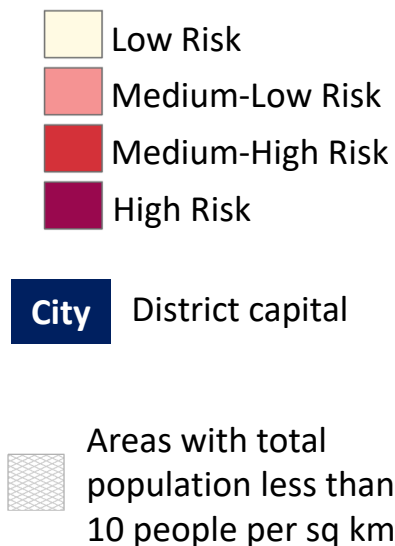 Low Risk
Medium-Low Risk
Medium-High Risk
High Risk
City District capital
Areas with total
population less than
10 people per sq km